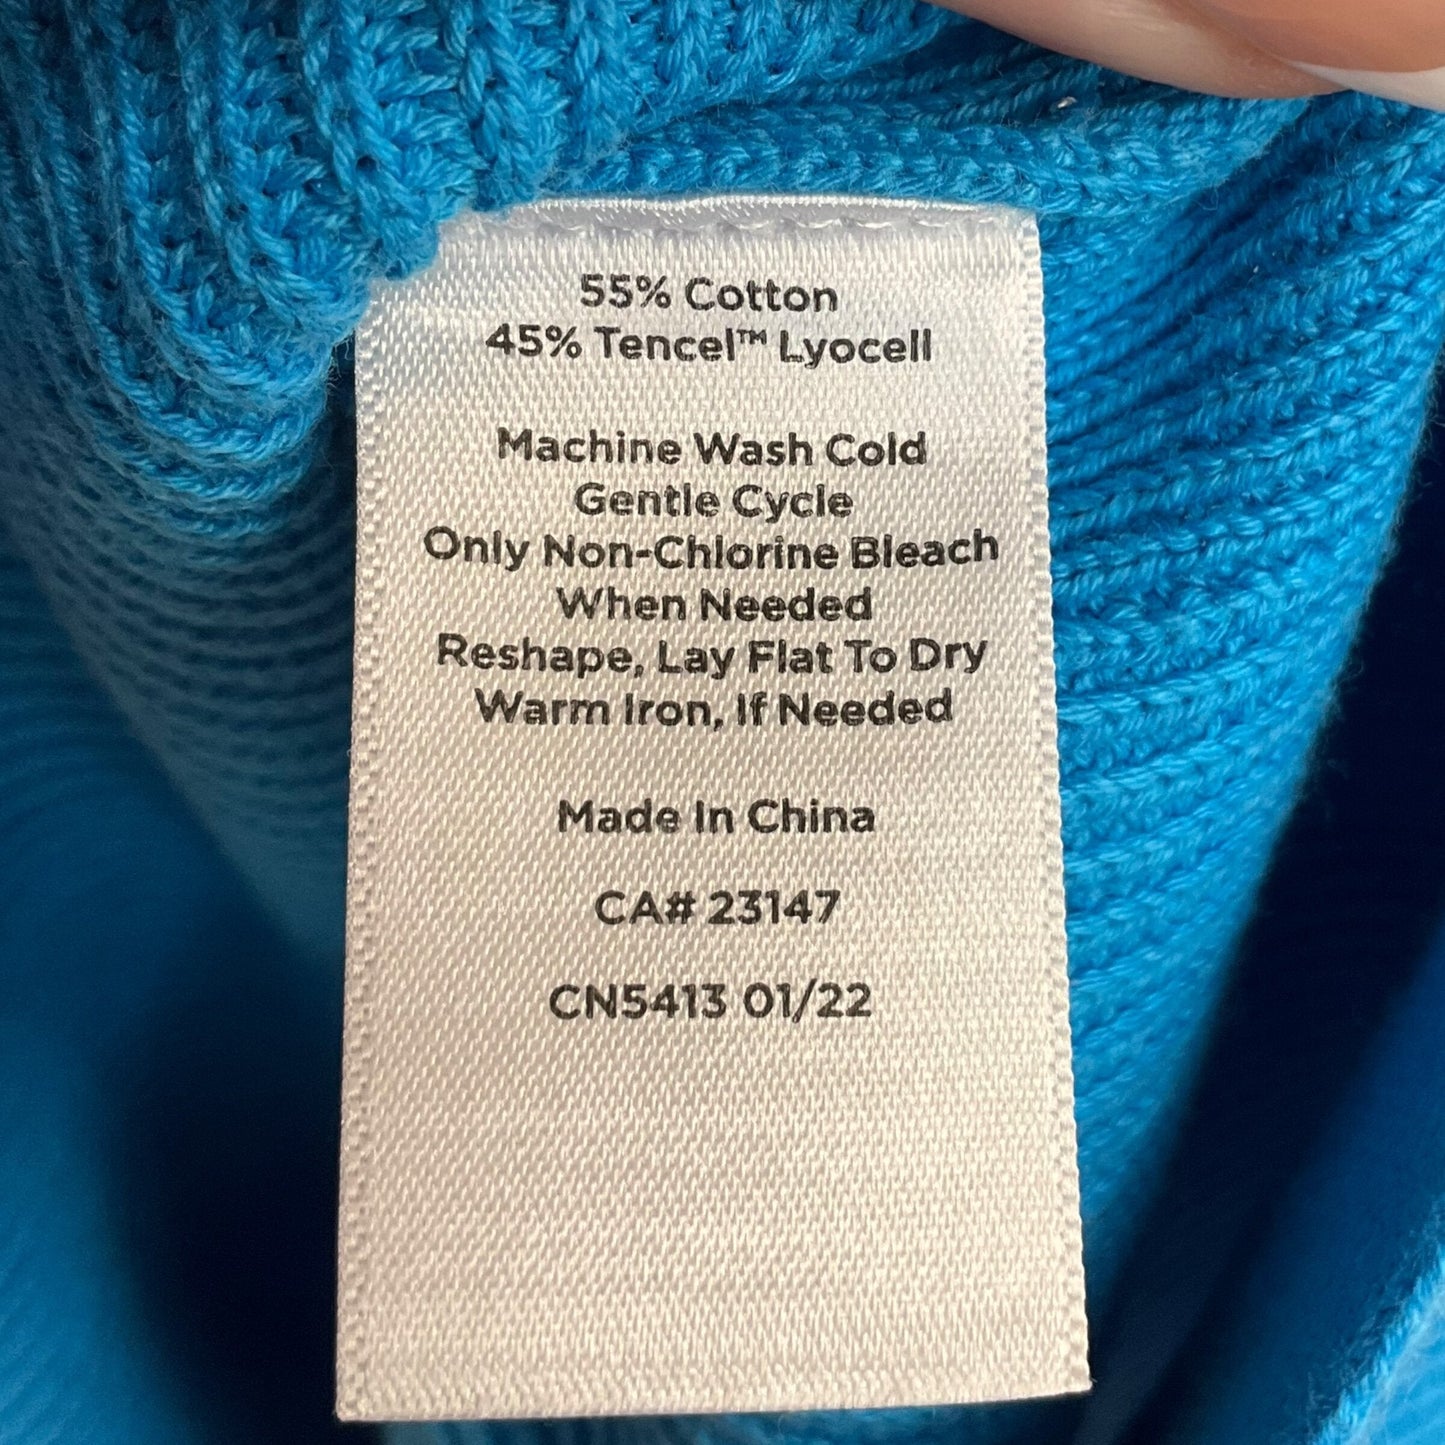 55% Cotton
45% Tencel™ Lyocell
Machine Wash Cold
Gentle Cycle
Only Non-Chlorine Bleach
When Needed
Reshape, Lay Flat To Dry
Warm Iron, If Needed
Made In China
CA# 23147
CN5413 01/22